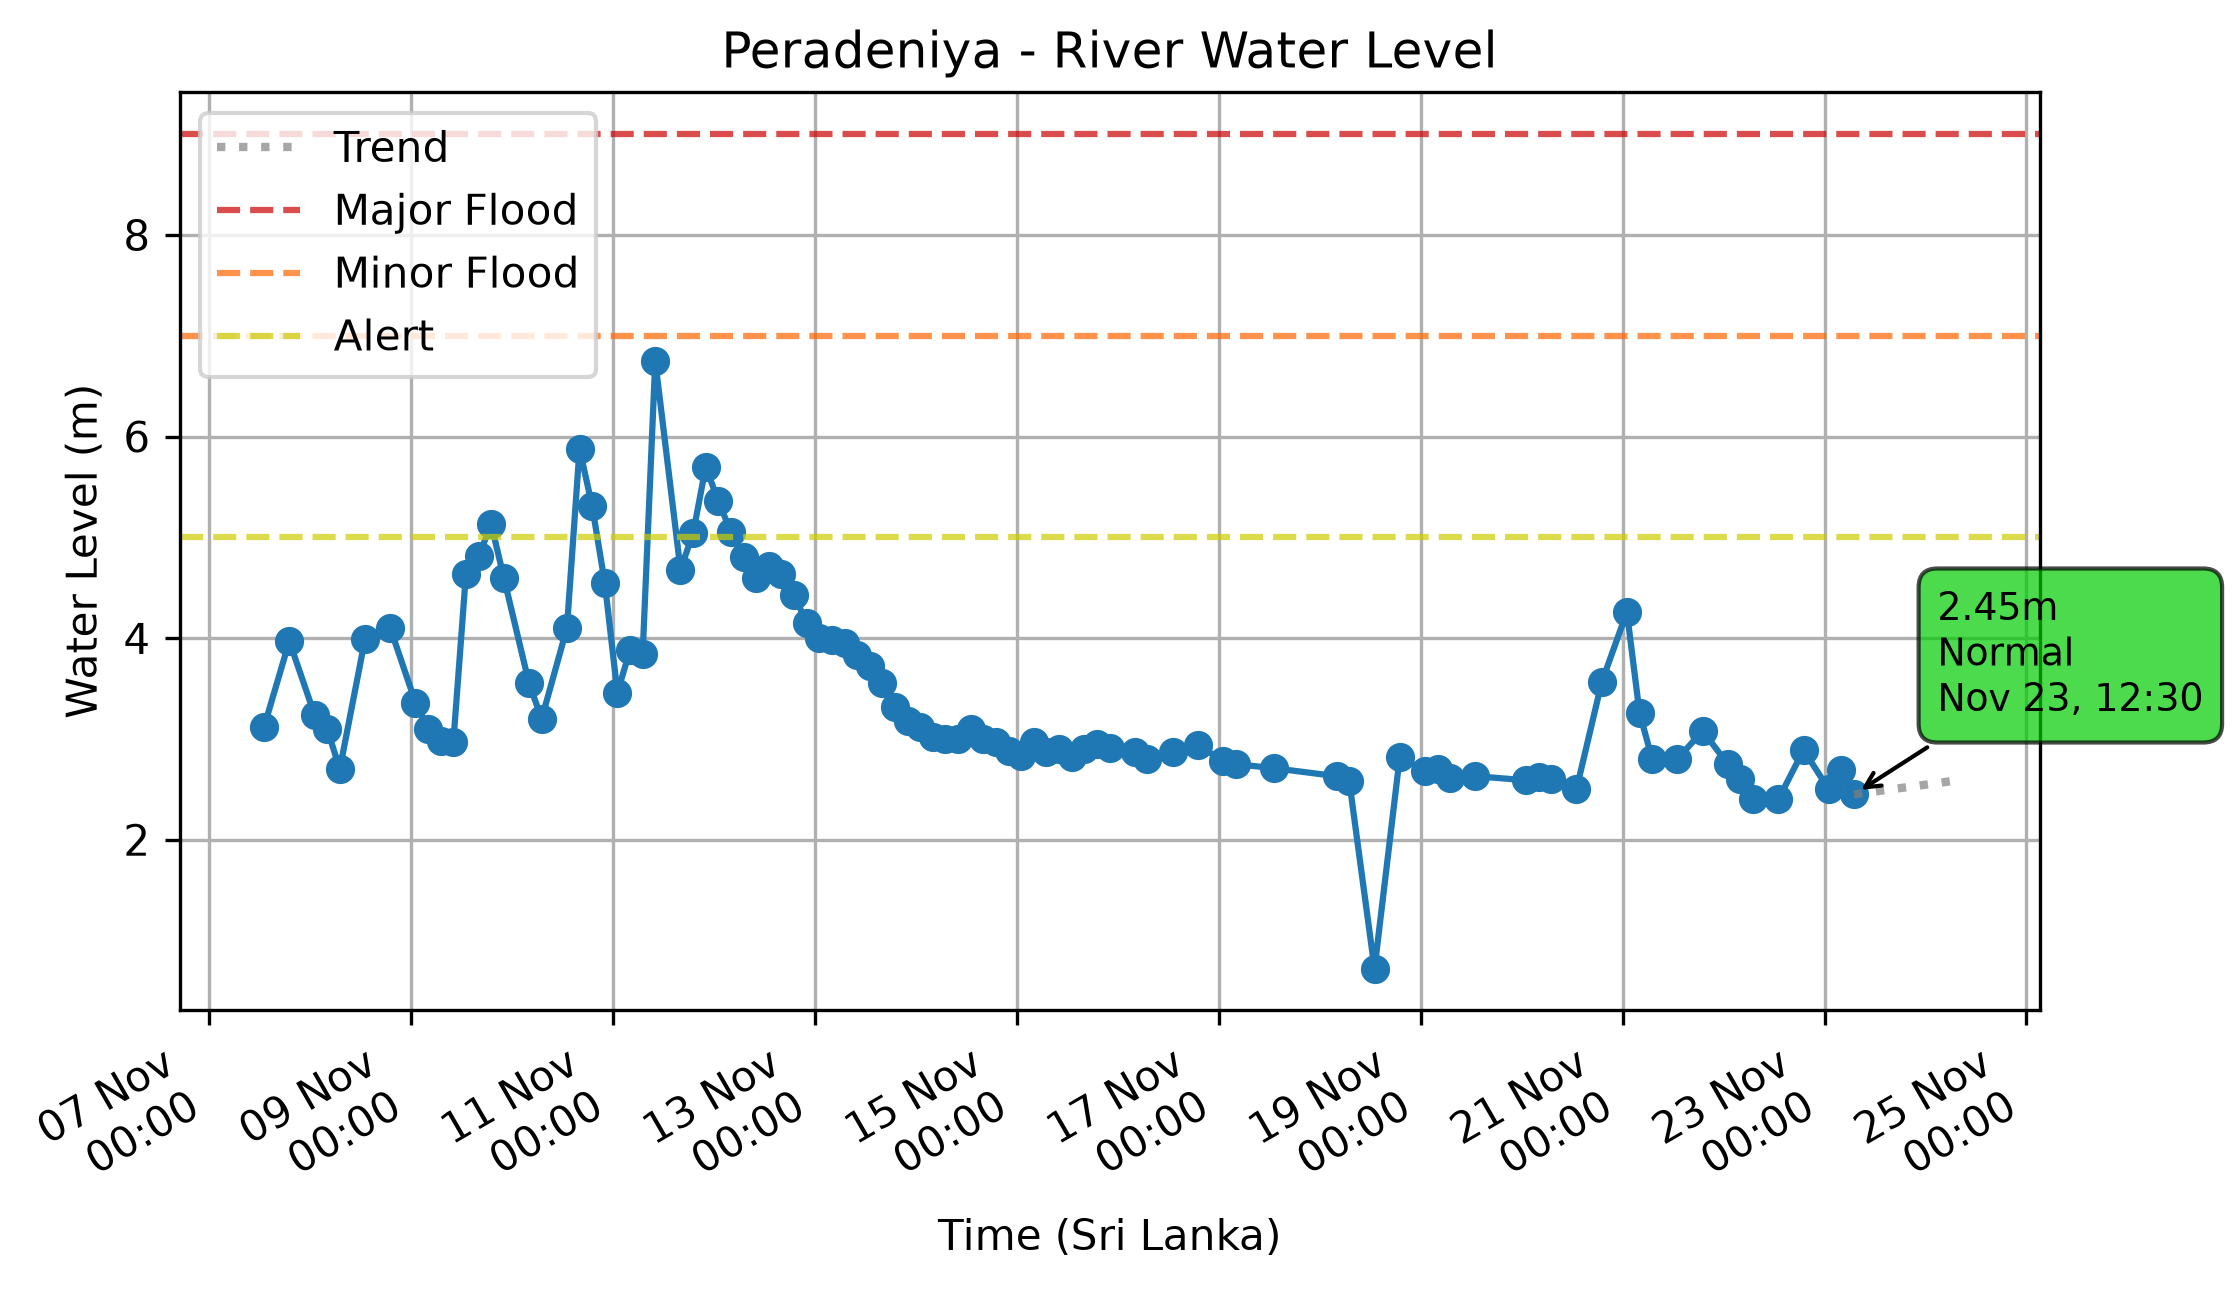 Peradeniya - River Water Level
Trend
Major Flood
Minor Flood
Alert
8
6
4
2
Water Level (m)
2.45m
Normal
Nov 23, 12:30
07 Nov
00:00
09 Nov
00:00
11 Nov
00:00
13 Nov
00:00
15 Nov
00:00
17 Nov
00:00
19 Nov
00:00
21 Nov
00:00
23 Nov
00:00
25 Nov
00:00
Time (Sri Lanka)